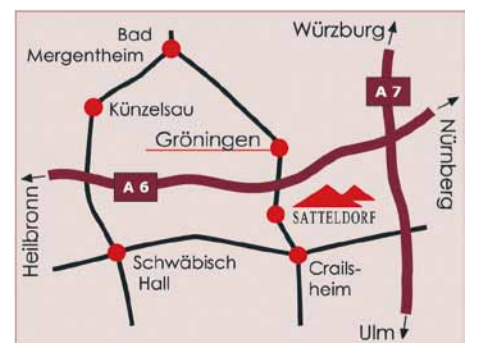 Bad
Mergentheim
Würzburg
A 7
Künzelsau
Gröningen
Nürnberg
A 6
Heilbronn
SATTELDORF
Schwäbisch
Hall
Crails-
heim
Ulm